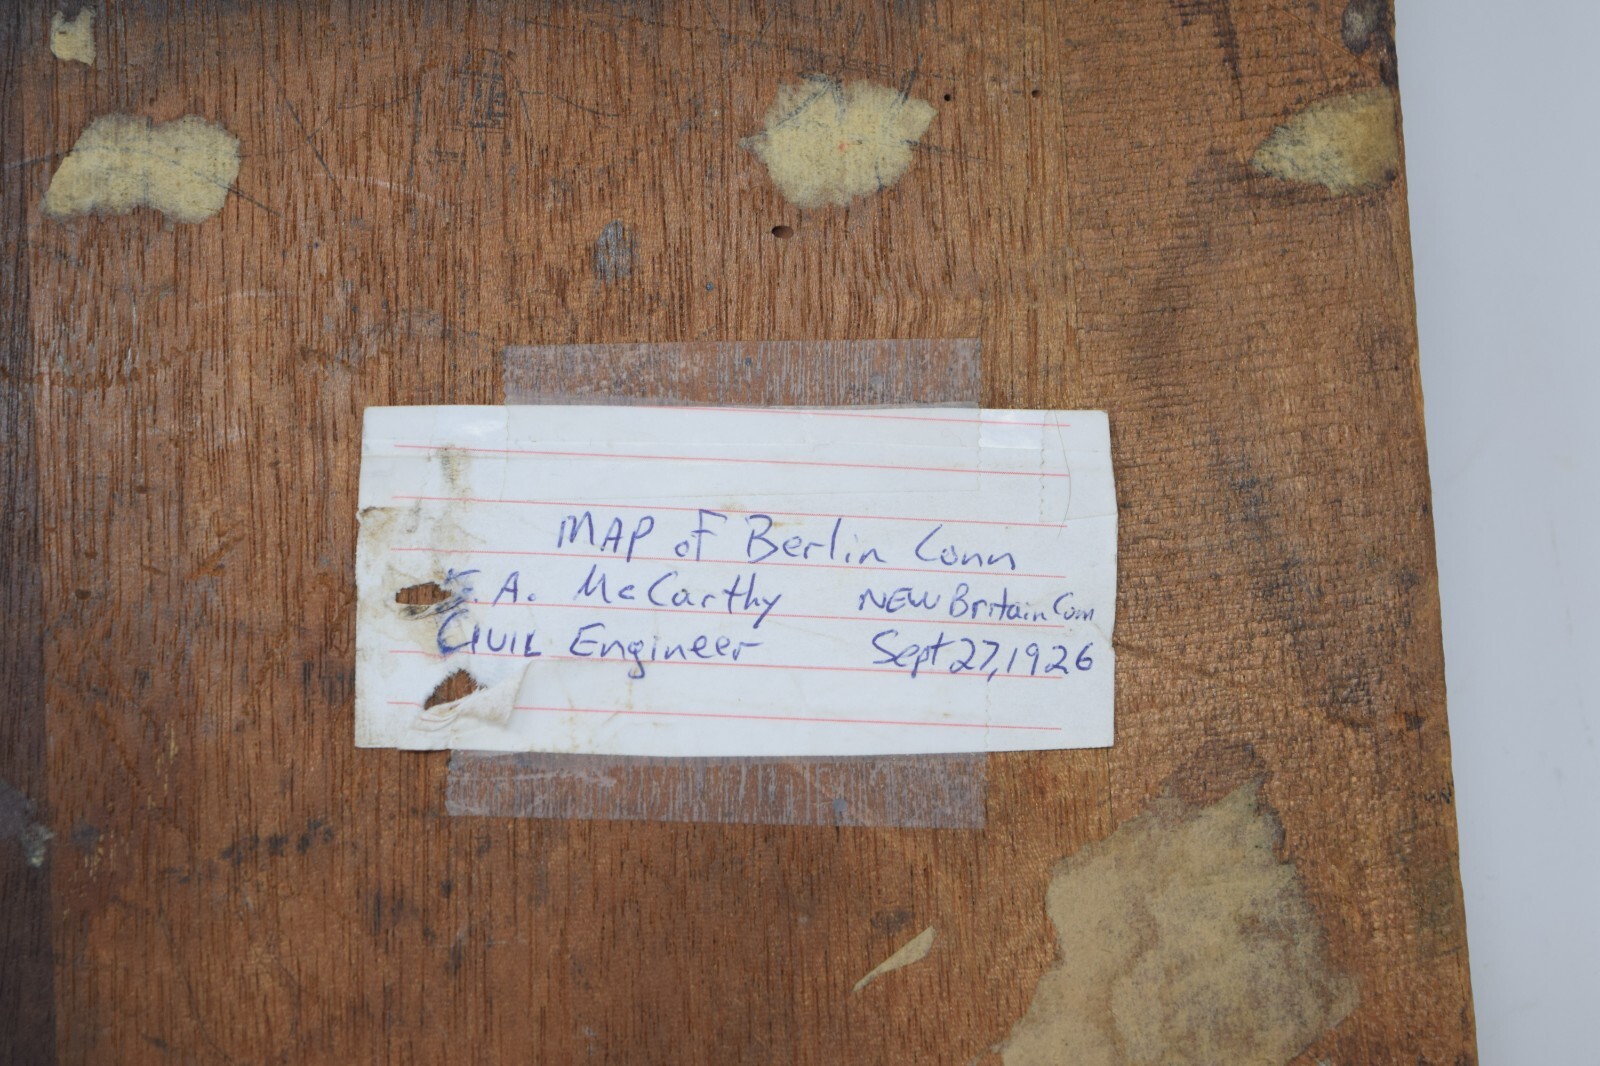 MAP of Berlin Conn
A. McCarthy NEW Britain Conn
CIVIL Engineer Sept 27, 1926